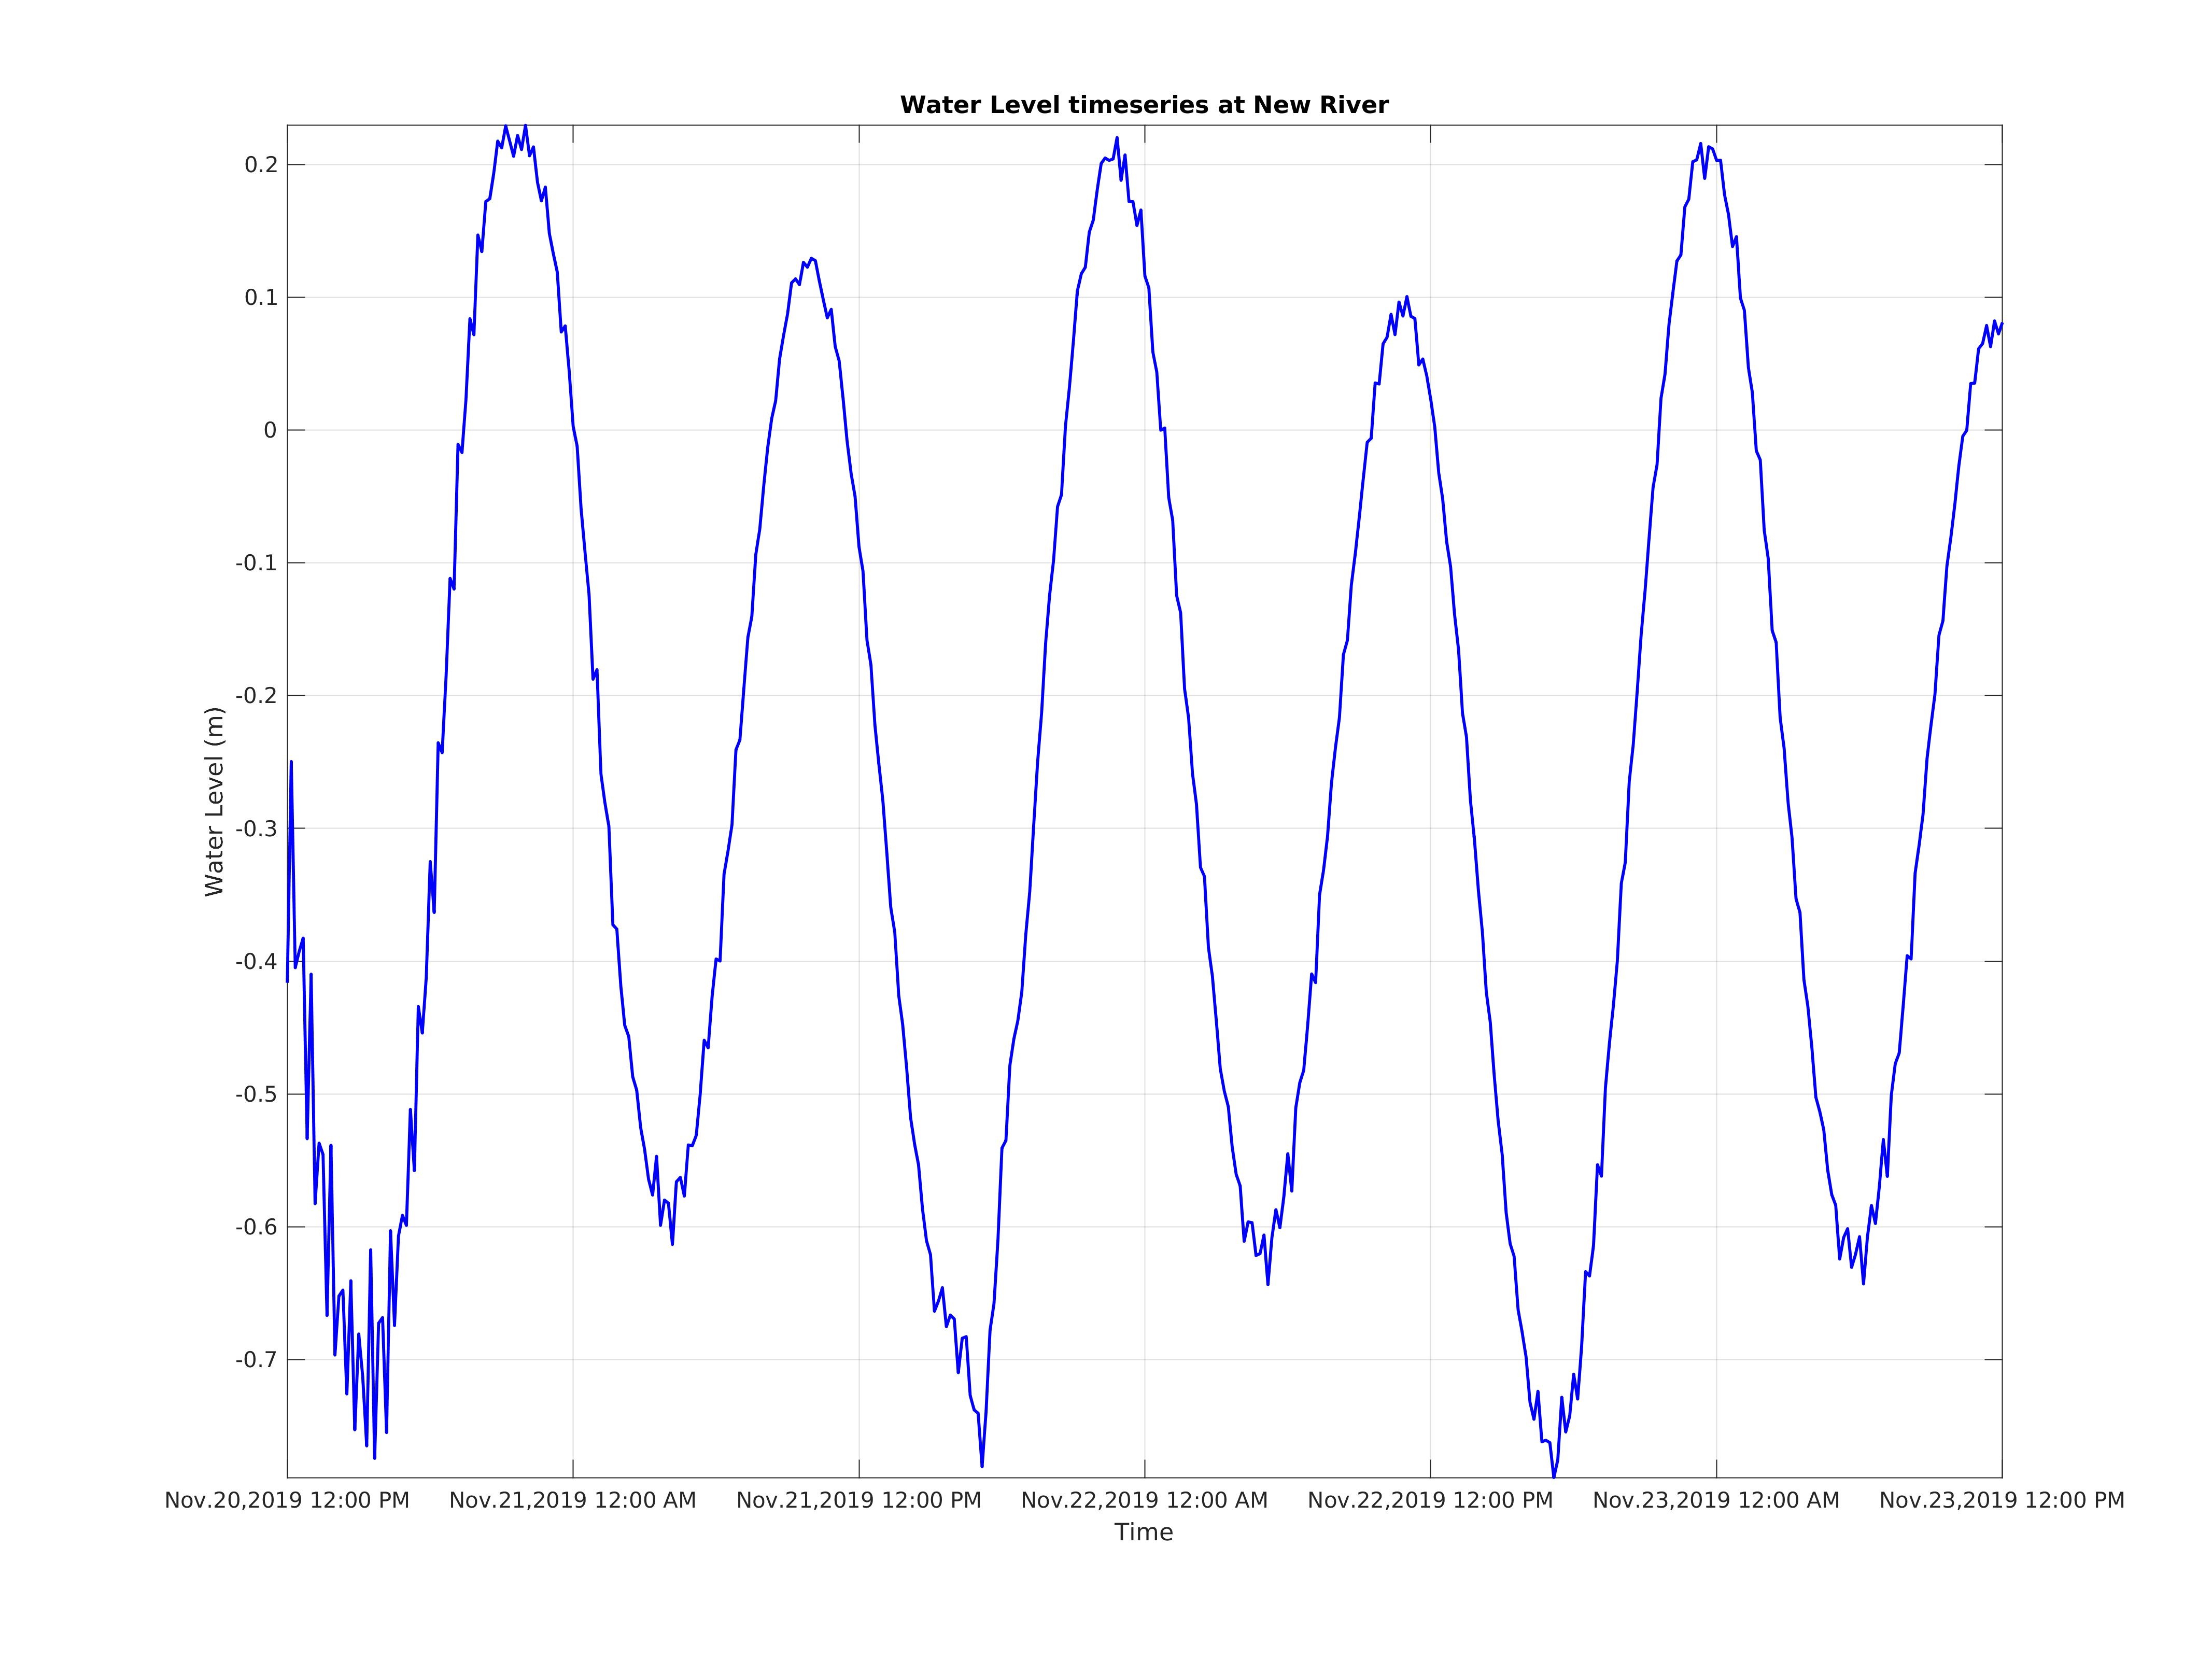 Water Level timeseries at New River
0.2
0.1
0
-0.1
-0.2
-0.3
-0.4
-0.5
-0.6
-0.7
Water Level (m)
Nov.20,2019 12:00 PM Nov.21,2019 12:00 AM Nov.21,2019 12:00 PM Nov.22,2019 12:00 AM Nov.22,2019 12:00 PM Nov.23,2019 12:00 AM Nov.23,2019 12:00 PM
Time